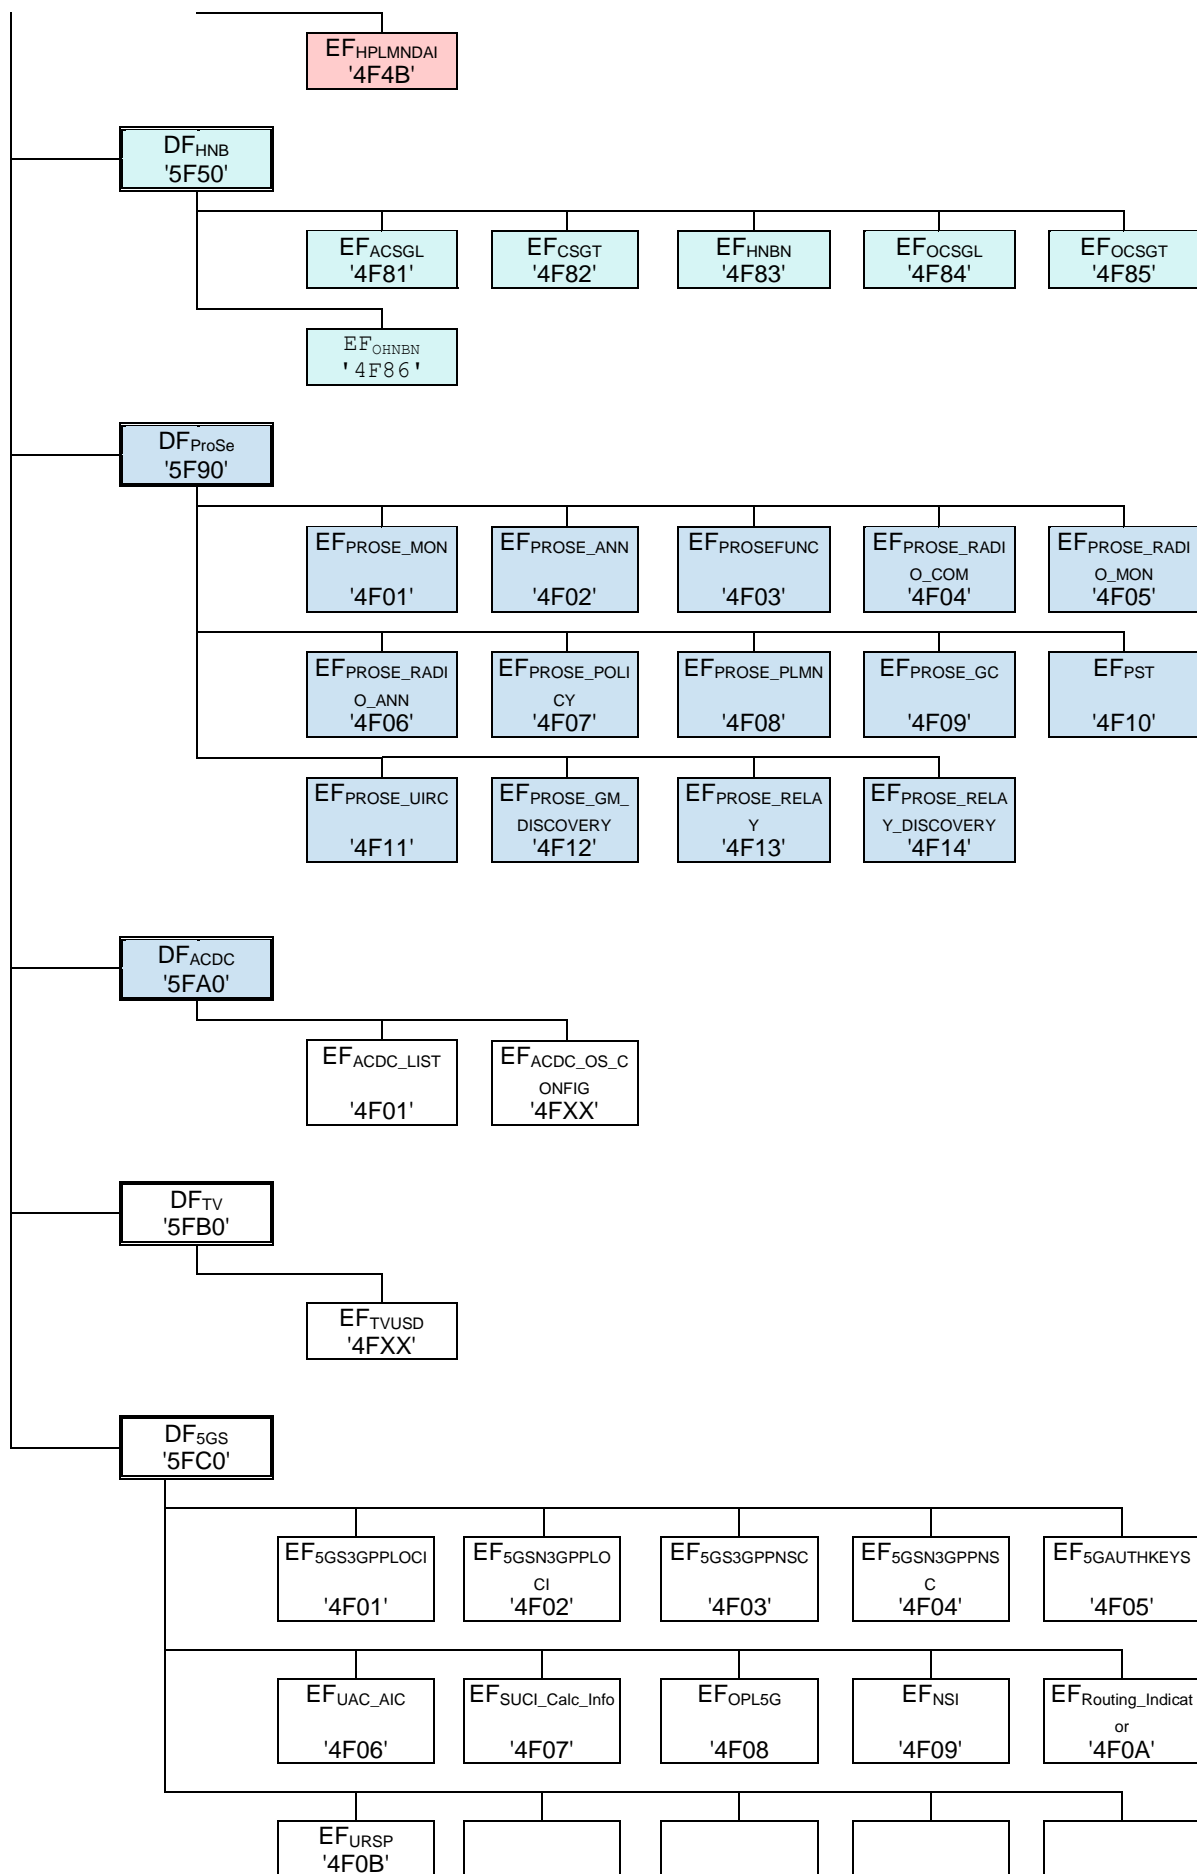 EFHPLMNDAI
'4F4B'
DFHNB
'5F50'
EFACSGL
'4F81'
EFCSGT
'4F82'
EFHNBN
'4F83'
EFOCSGL
'4F84'
EFOCSGT
'4F85'
EFOHNBN
'4F86'
DFProSe
'5F90'
EFPROSE_MON
'4F01'
EFPROSE_ANN
'4F02'
EFPROSEFUNC
'4F03'
EFPROSE_RADI
O_COM
'4F04'
EFPROSE_RADI
O_MON
'4F05'
EFPROSE_RADI
O_ANN
'4F06'
EFPROSE_POLI
CY
'4F07'
EFPROSE_PLMN
'4F08'
EFPROSE_GC
'4F09'
EFPST
'4F10'
EFPROSE_UIRC
'4F11'
EFPROSE_GM_
DISCOVERY
'4F12'
EFPROSE_RELA
Y
'4F13'
EFPROSE_RELA
Y_DISCOVERY
'4F14'
DFACDC
'5FA0'
EFACDC_LIST
'4F01'
EFACDC_OS_C
ONFIG
'4FXX'
DFTV
'5FB0'
EFTVUSD
'4FXX'
DF5GS
'5FC0'
EF5GS3GPPLOCI
'4F01'
EF5GSN3GPPLO
CI
'4F02'
EF5GS3GPPNSC
'4F03'
EF5GSN3GPPNS
C
'4F04'
EF5GAUTHKEYS
'4F05'
EFUAC_AIC
'4F06'
EFSUCI_Calc_Info
'4F07'
EFOPL5G
'4F08
EFNSI
'4F09'
EFRouting_Indicat
or
'4F0A'
EFURSP
'4F0B'